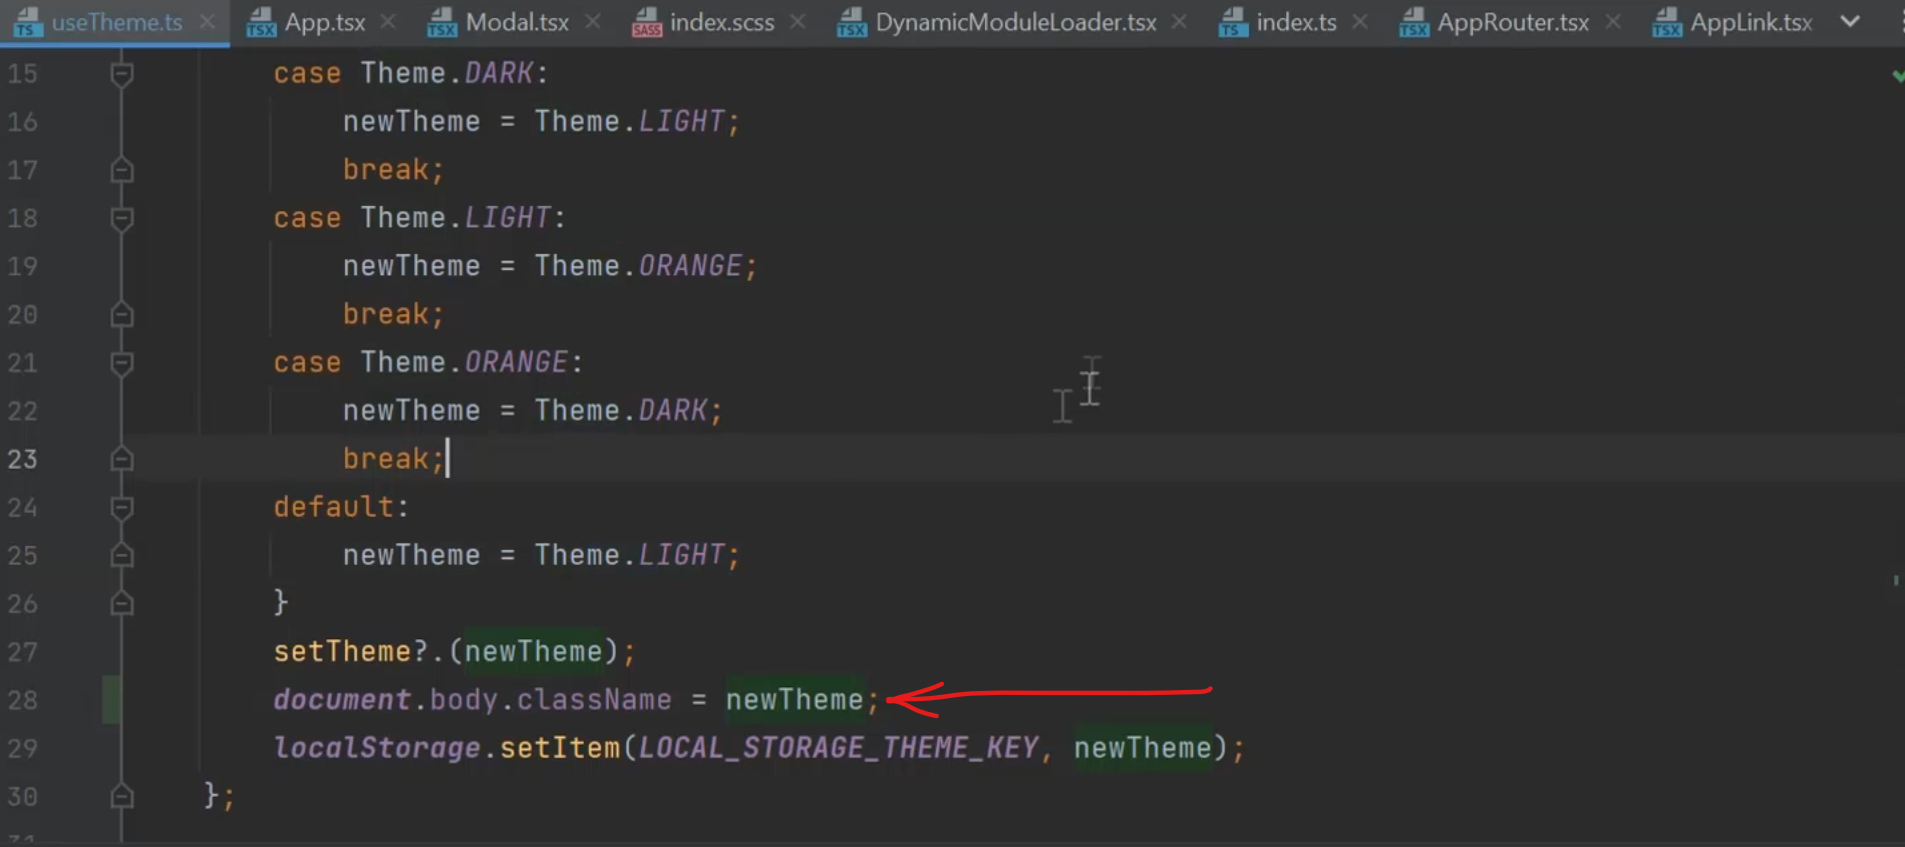 useTheme.ts App.tsx Modal.tsx index.scss DynamicModuleLoader.tsx index.ts AppRouter.tsx AppLink.tsx
TS TSX TSX SASS TSX TS TSX TSX
15 case Theme.DARK:
16 newTheme = Theme.LIGHT;
17 break;
18 case Theme.LIGHT:
19 newTheme = Theme.ORANGE;
20 break;
21 case Theme.ORANGE:
22 newTheme = Theme.DARK;
23 break;
24 default:
25 newTheme = Theme.LIGHT;
26 }
27 setTheme?.(newTheme);
28 document.body.className = newTheme;
29 localStorage.setItem(LOCAL_STORAGE_THEME_KEY, newTheme);
30 };
31